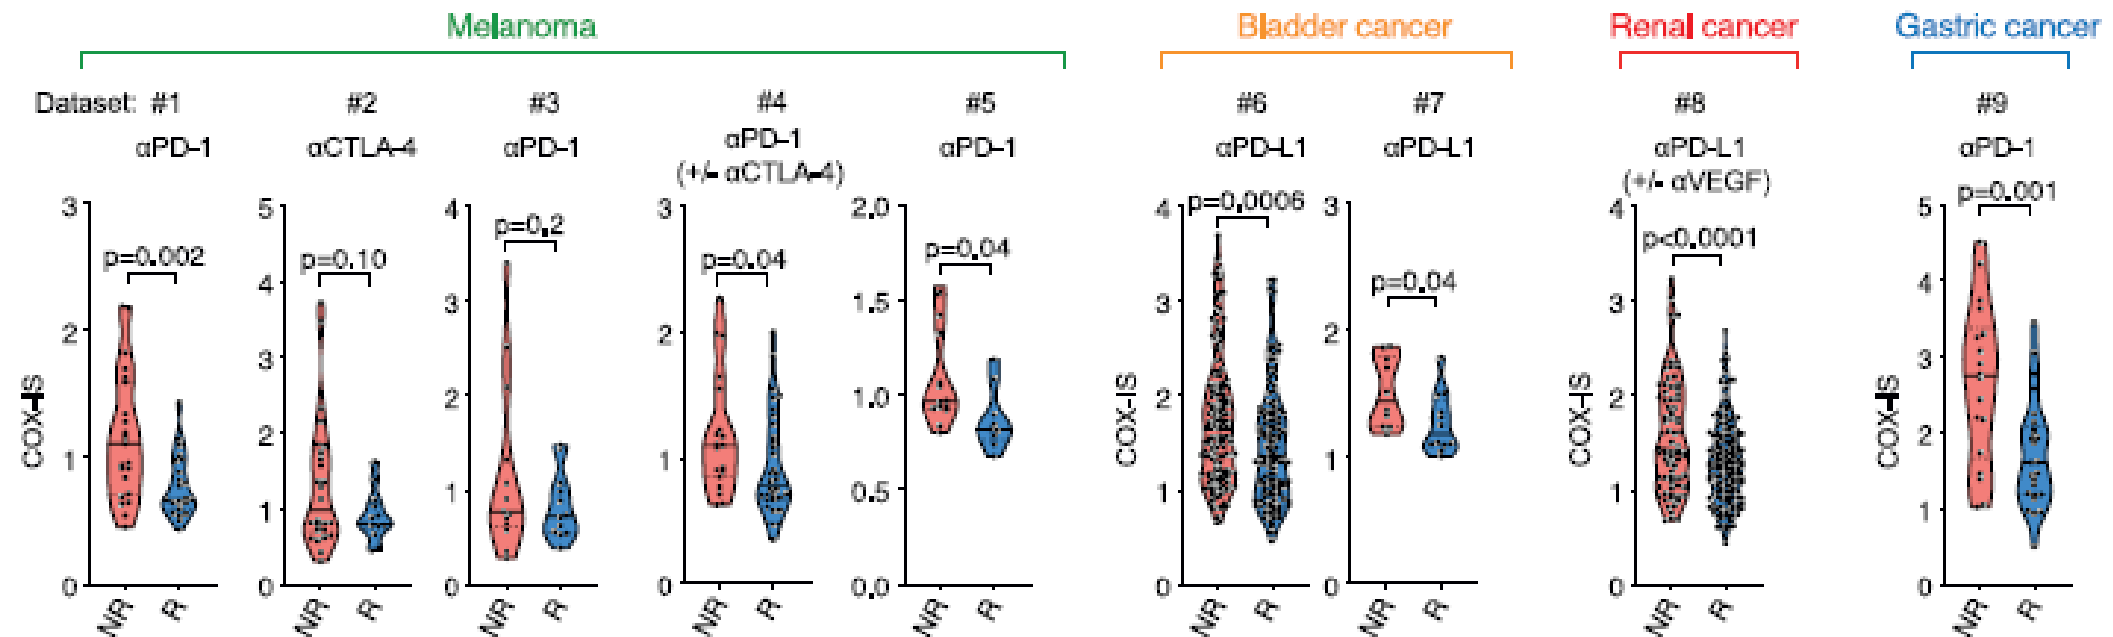 Melanoma Bladder cancer Renal cancer Gastric cancer
Dataset: #1 #2 #3 #4 #5 #6 #7 #8 #9
αPD-1 αCTLA-4 αPD-1 αPD-1 (+/- αCTLA-4) αPD-1 αPD-L1 αPD-L1 αPD-L1 (+/- αVEGF) αPD-1
COX-IS
3
2
1
0
p=0.002
NR R
5
4
3
2
1
0
p=0.10
NR R
4
3
2
1
0
p=0.2
NR R
3
2
1
0
p=0.04
NR R
2.0
1.5
1.0
0.5
0.0
p=0.04
NR R
COX-IS
4
3
2
1
0
p=0.0006
NR R
3
2
1
0
p=0.04
NR R
COX-IS
4
3
2
1
0
p<0.0001
NR R
COX-IS
5
4
3
2
1
0
p=0.001
NR R